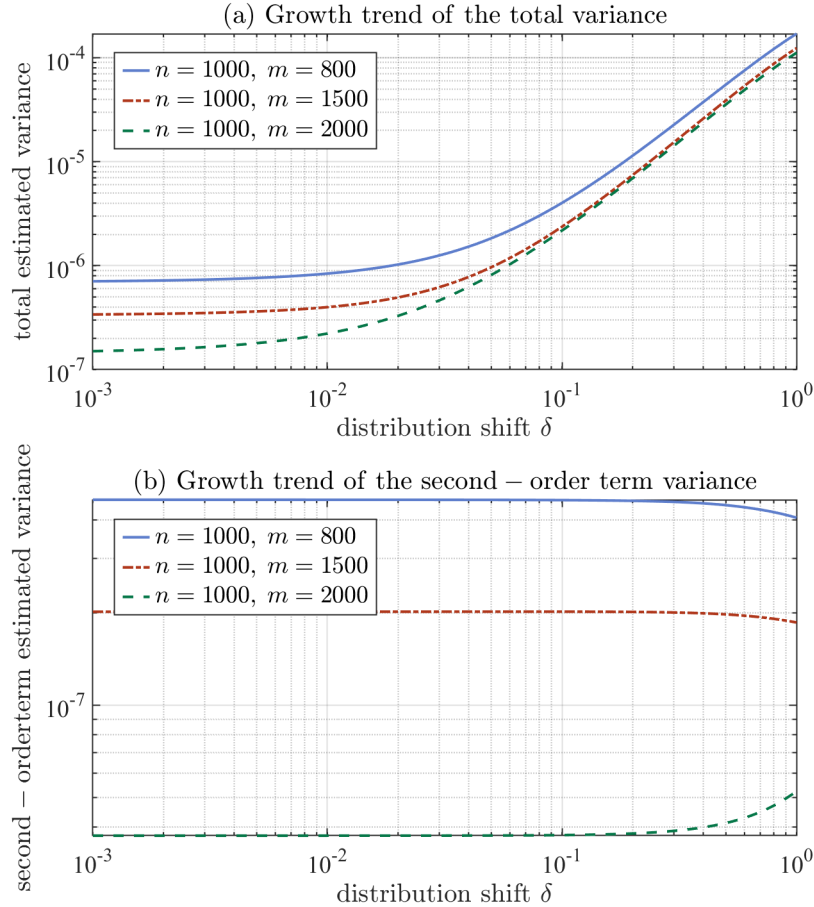 (a) Growth trend of the total variance
total estimated variance
10^-4
10^-5
10^-6
10^-7
n = 1000, m = 800
n = 1000, m = 1500
n = 1000, m = 2000
10^-3 10^-2 10^-1 10^0
distribution shift δ
(b) Growth trend of the second − order term variance
second − orderterm estimated variance
10^-7
n = 1000, m = 800
n = 1000, m = 1500
n = 1000, m = 2000
10^-3 10^-2 10^-1 10^0
distribution shift δ